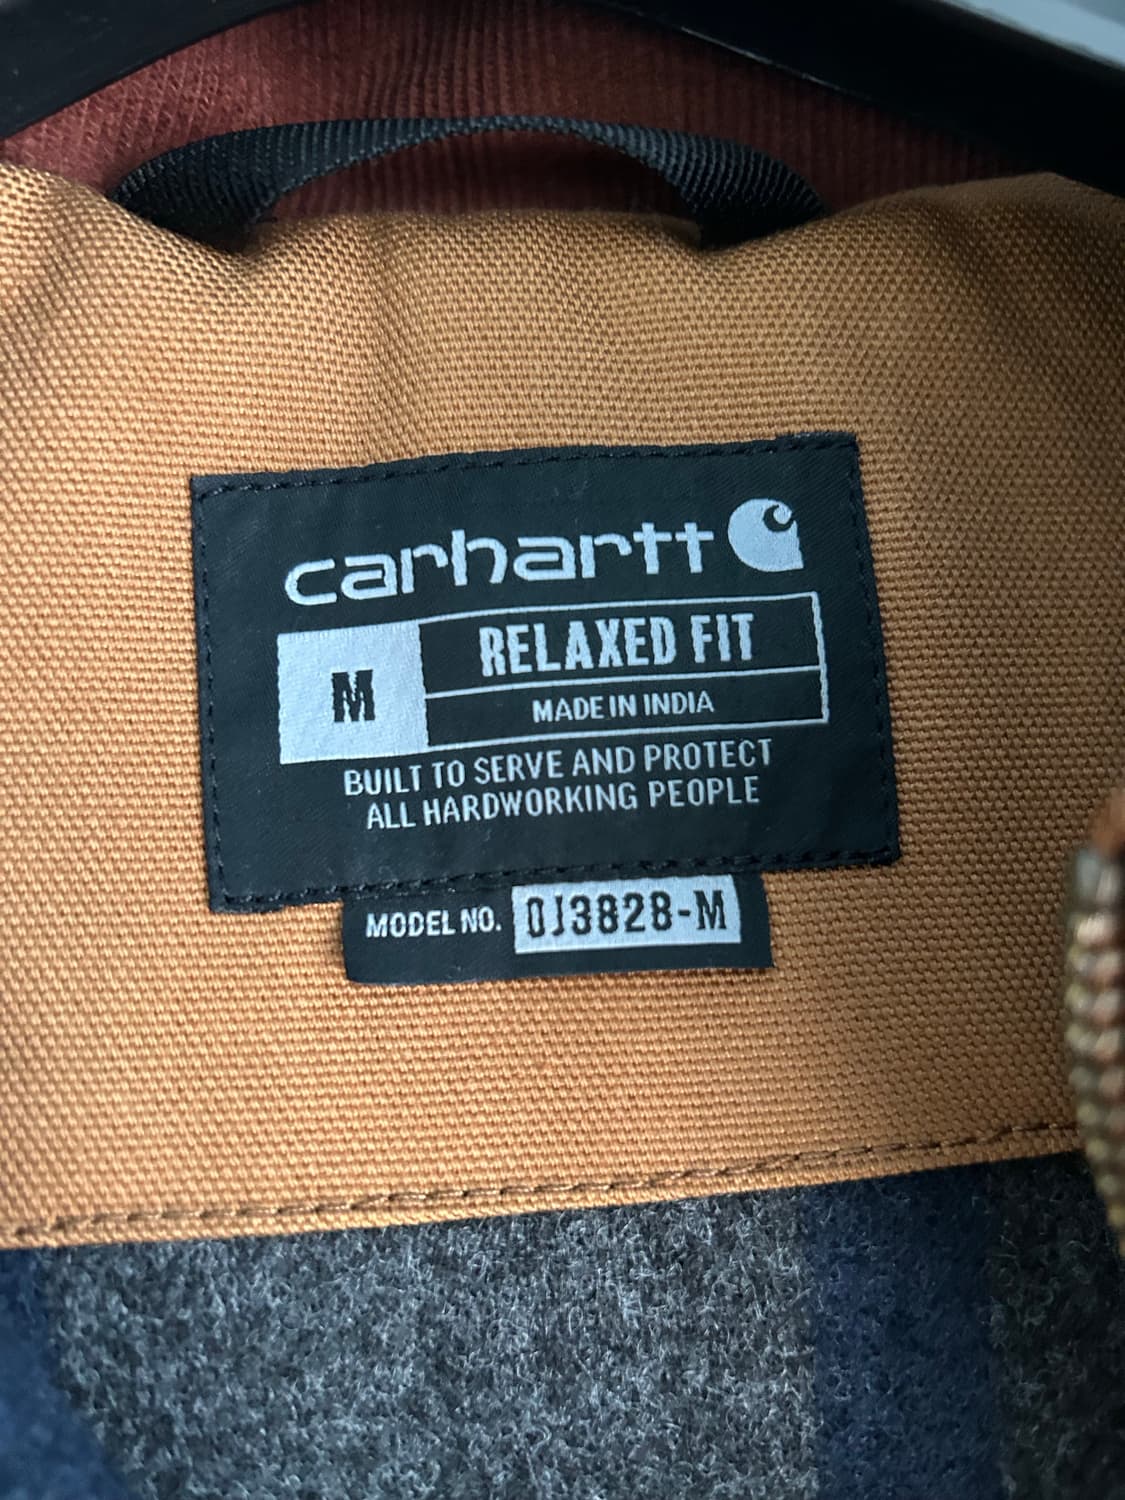 carhartt
M
RELAXED FIT
MADE IN INDIA
BUILT TO SERVE AND PROTECT
ALL HARDWORKING PEOPLE
MODEL NO. OJ3828-M